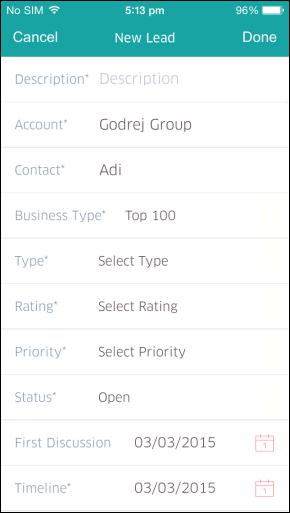 No SIM 5:13 pm 96%
Cancel New Lead Done
Description* Description
Account* Godrej Group
Contact* Adi
Business Type* Top 100
Type* Select Type
Rating* Select Rating
Priority* Select Priority
Status* Open
First Discussion 03/03/2015 1
Timeline* 03/03/2015 1